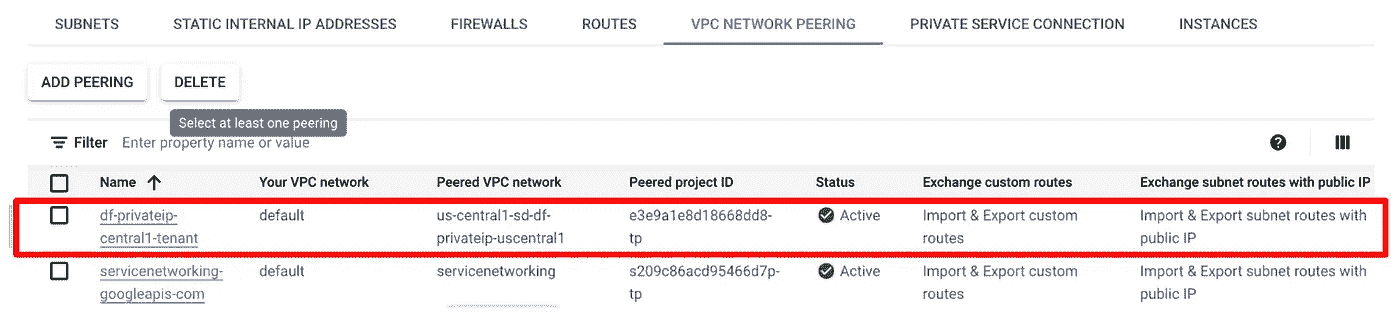 SUBNETS STATIC INTERNAL IP ADDRESSES FIREWALLS ROUTES VPC NETWORK PEERING PRIVATE SERVICE CONNECTION INSTANCES
ADD PEERING DELETE
Select at least one peering
Filter Enter property name or value
Name Your VPC network Peered VPC network Peered project ID Status Exchange custom routes Exchange subnet routes with public IP
df-privateip- default us-central1-sd-df- e3e9a1e8d18668dd8- Active Import & Export custom Import & Export subnet routes with
central1-tenant privateip-uscentral1 tp routes public IP
servicenetworking- default servicenetworking s209c86acd95466d7p- Active Import & Export custom Import & Export subnet routes with
googleapis-com tp routes public IP